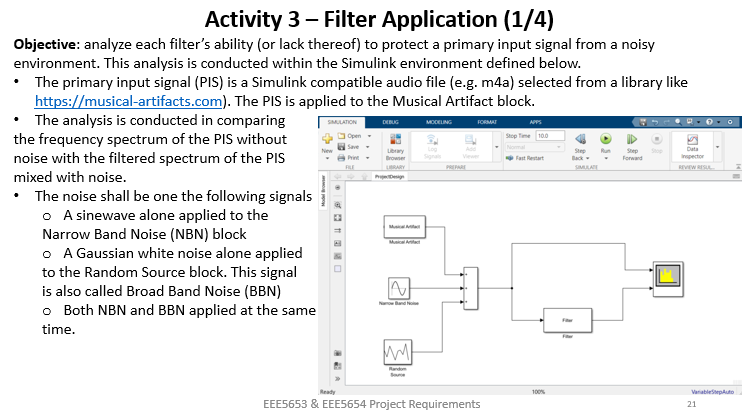 Activity 3 – Filter Application (1/4)
Objective: analyze each filter's ability (or lack thereof) to protect a primary input signal from a noisy
environment. This analysis is conducted within the Simulink environment defined below.
• The primary input signal (PIS) is a Simulink compatible audio file (e.g. m4a) selected from a library like
https://musical-artifacts.com). The PIS is applied to the Musical Artifact block.
• The analysis is conducted in comparing
the frequency spectrum of the PIS without
noise with the filtered spectrum of the PIS
mixed with noise.
• The noise shall be one the following signals
o A sinewave alone applied to the
Narrow Band Noise (NBN) block
o A Gaussian white noise alone applied
to the Random Source block. This signal
is also called Broad Band Noise (BBN)
o Both NBN and BBN applied at the same
time.
SIMULATION DEBUG MODELING FORMAT APPS
New
Open
Save
Print
FILE
Library
Browser
LIBRARY
Log
Signals
Add
Viewer
PREPARE
Stop Time 10.0
Normal
Fast Restart
Step
Back
Run
Step
Forward
Stop
SIMULATE
Data
Inspector
REVIEW RESUL...
Model Browser
ProjectDesign
Musical Artifact
Musical Artifact
Narrow Band Noise
Random
Source
Filter
Filter
Ready 100% VariableStepAuto
EEE5653 & EEE5654 Project Requirements
21